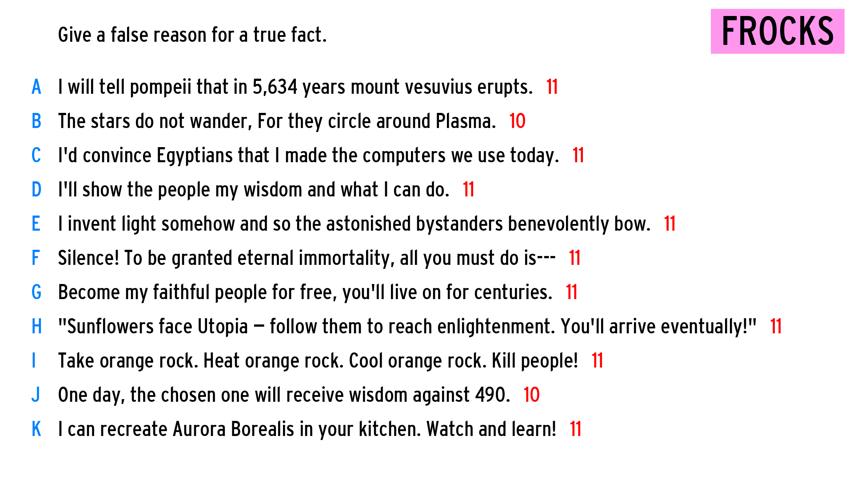 Give a false reason for a true fact.
FROCKS
A I will tell pompeii that in 5,634 years mount vesuvius erupts. 11
B The stars do not wander, For they circle around Plasma. 10
C I'd convince Egyptians that I made the computers we use today. 11
D I'll show the people my wisdom and what I can do. 11
E I invent light somehow and so the astonished bystanders benevolently bow. 11
F Silence! To be granted eternal immortality, all you must do is--- 11
G Become my faithful people for free, you'll live on for centuries. 11
H "Sunflowers face Utopia – follow them to reach enlightenment. You'll arrive eventually!" 11
I Take orange rock. Heat orange rock. Cool orange rock. Kill people! 11
J One day, the chosen one will receive wisdom against 490. 10
K I can recreate Aurora Borealis in your kitchen. Watch and learn! 11